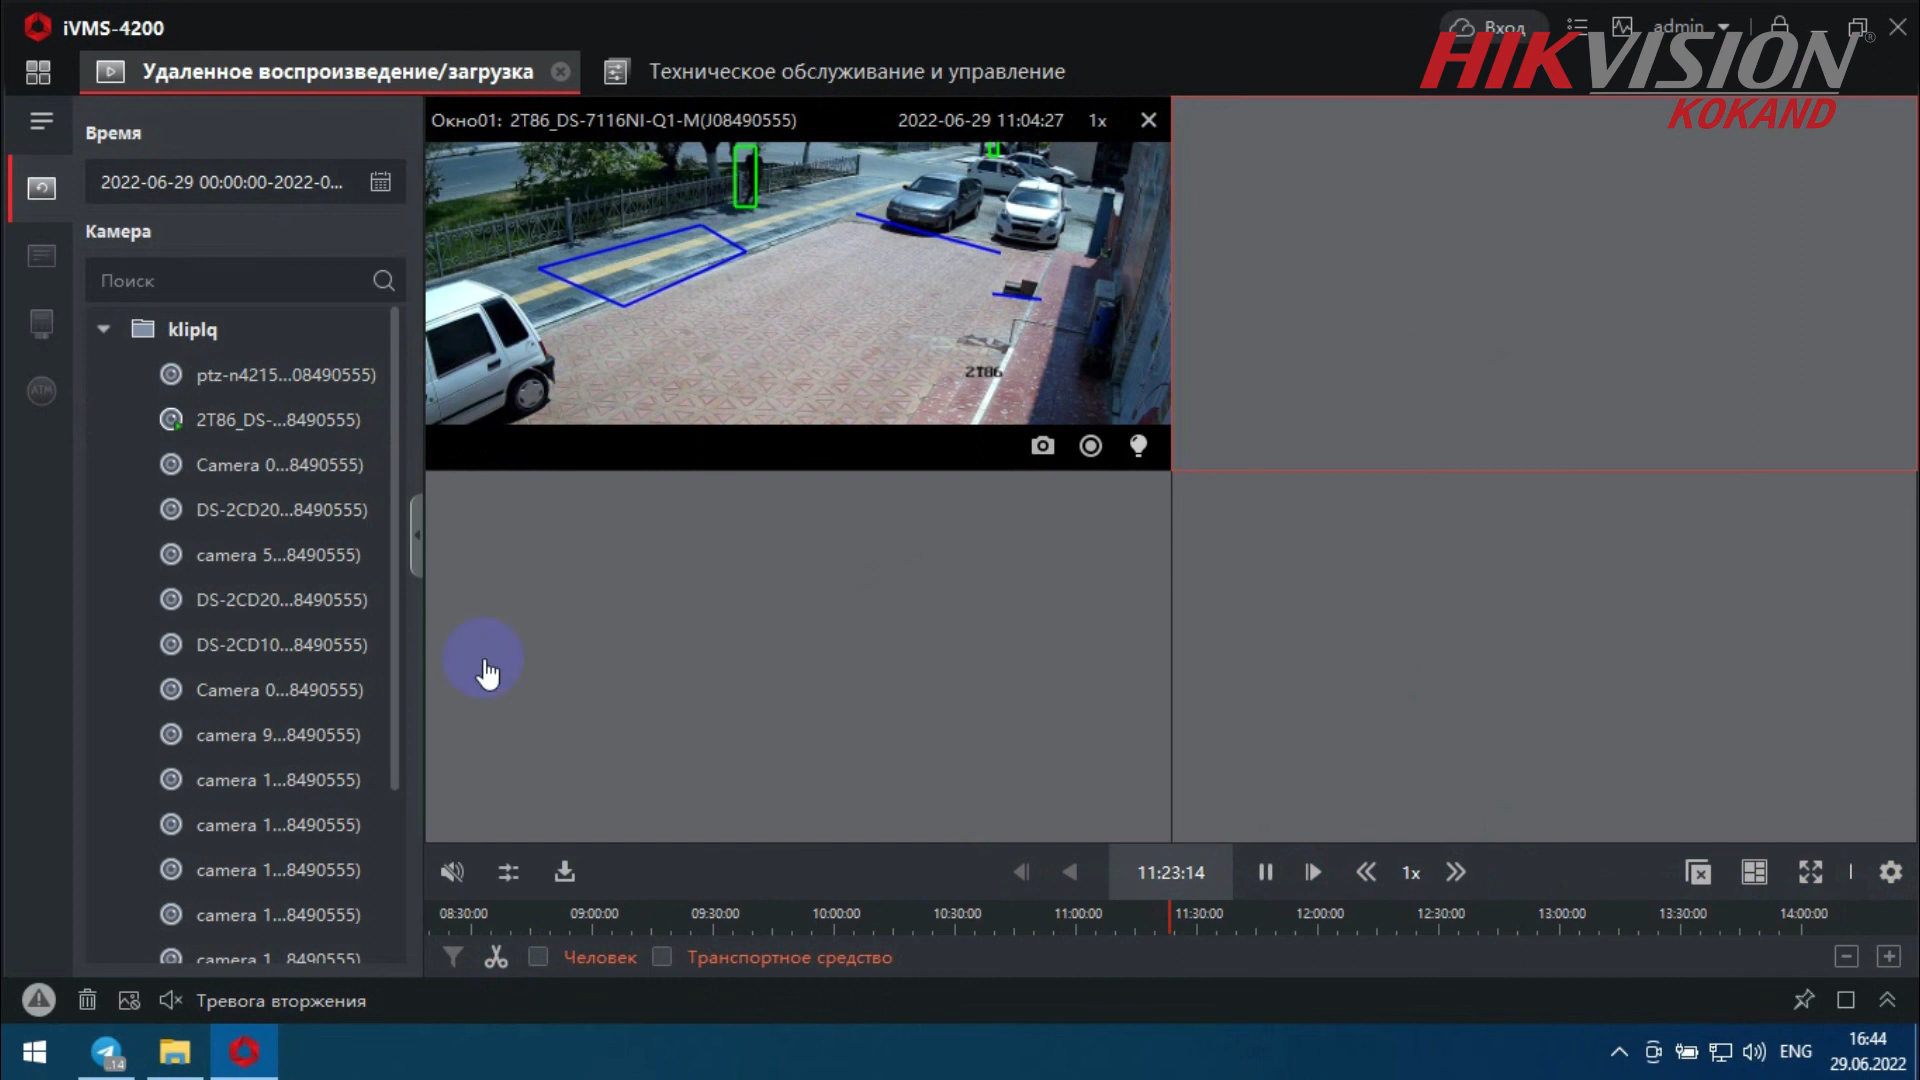 iVMS-4200
Вход
admin
HIKVISION®
KOKAND
Удаленное воспроизведение/загрузка
Техническое обслуживание и управление
Время
2022-06-29 00:00:00-2022-0...
Камера
Поиск
kliplq
ptz-n4215...08490555)
2T86_DS-...8490555)
Camera 0...8490555)
DS-2CD20...8490555)
camera 5...8490555)
DS-2CD20...8490555)
DS-2CD10...8490555)
Camera 0...8490555)
camera 9...8490555)
camera 1...8490555)
camera 1...8490555)
camera 1...8490555)
camera 1...8490555)
camera 1...8490555)
ATM
Окно01: 2T86_DS-7116NI-Q1-M(J08490555)
2022-06-29 11:04:27
1x
2T86
11:23:14
1x
08:30:00 09:00:00 09:30:00 10:00:00 10:30:00 11:00:00 11:30:00 12:00:00 12:30:00 13:00:00 13:30:00 14:00:00
Человек
Транспортное средство
Тревога вторжения
14
ENG
16:44
29.06.2022